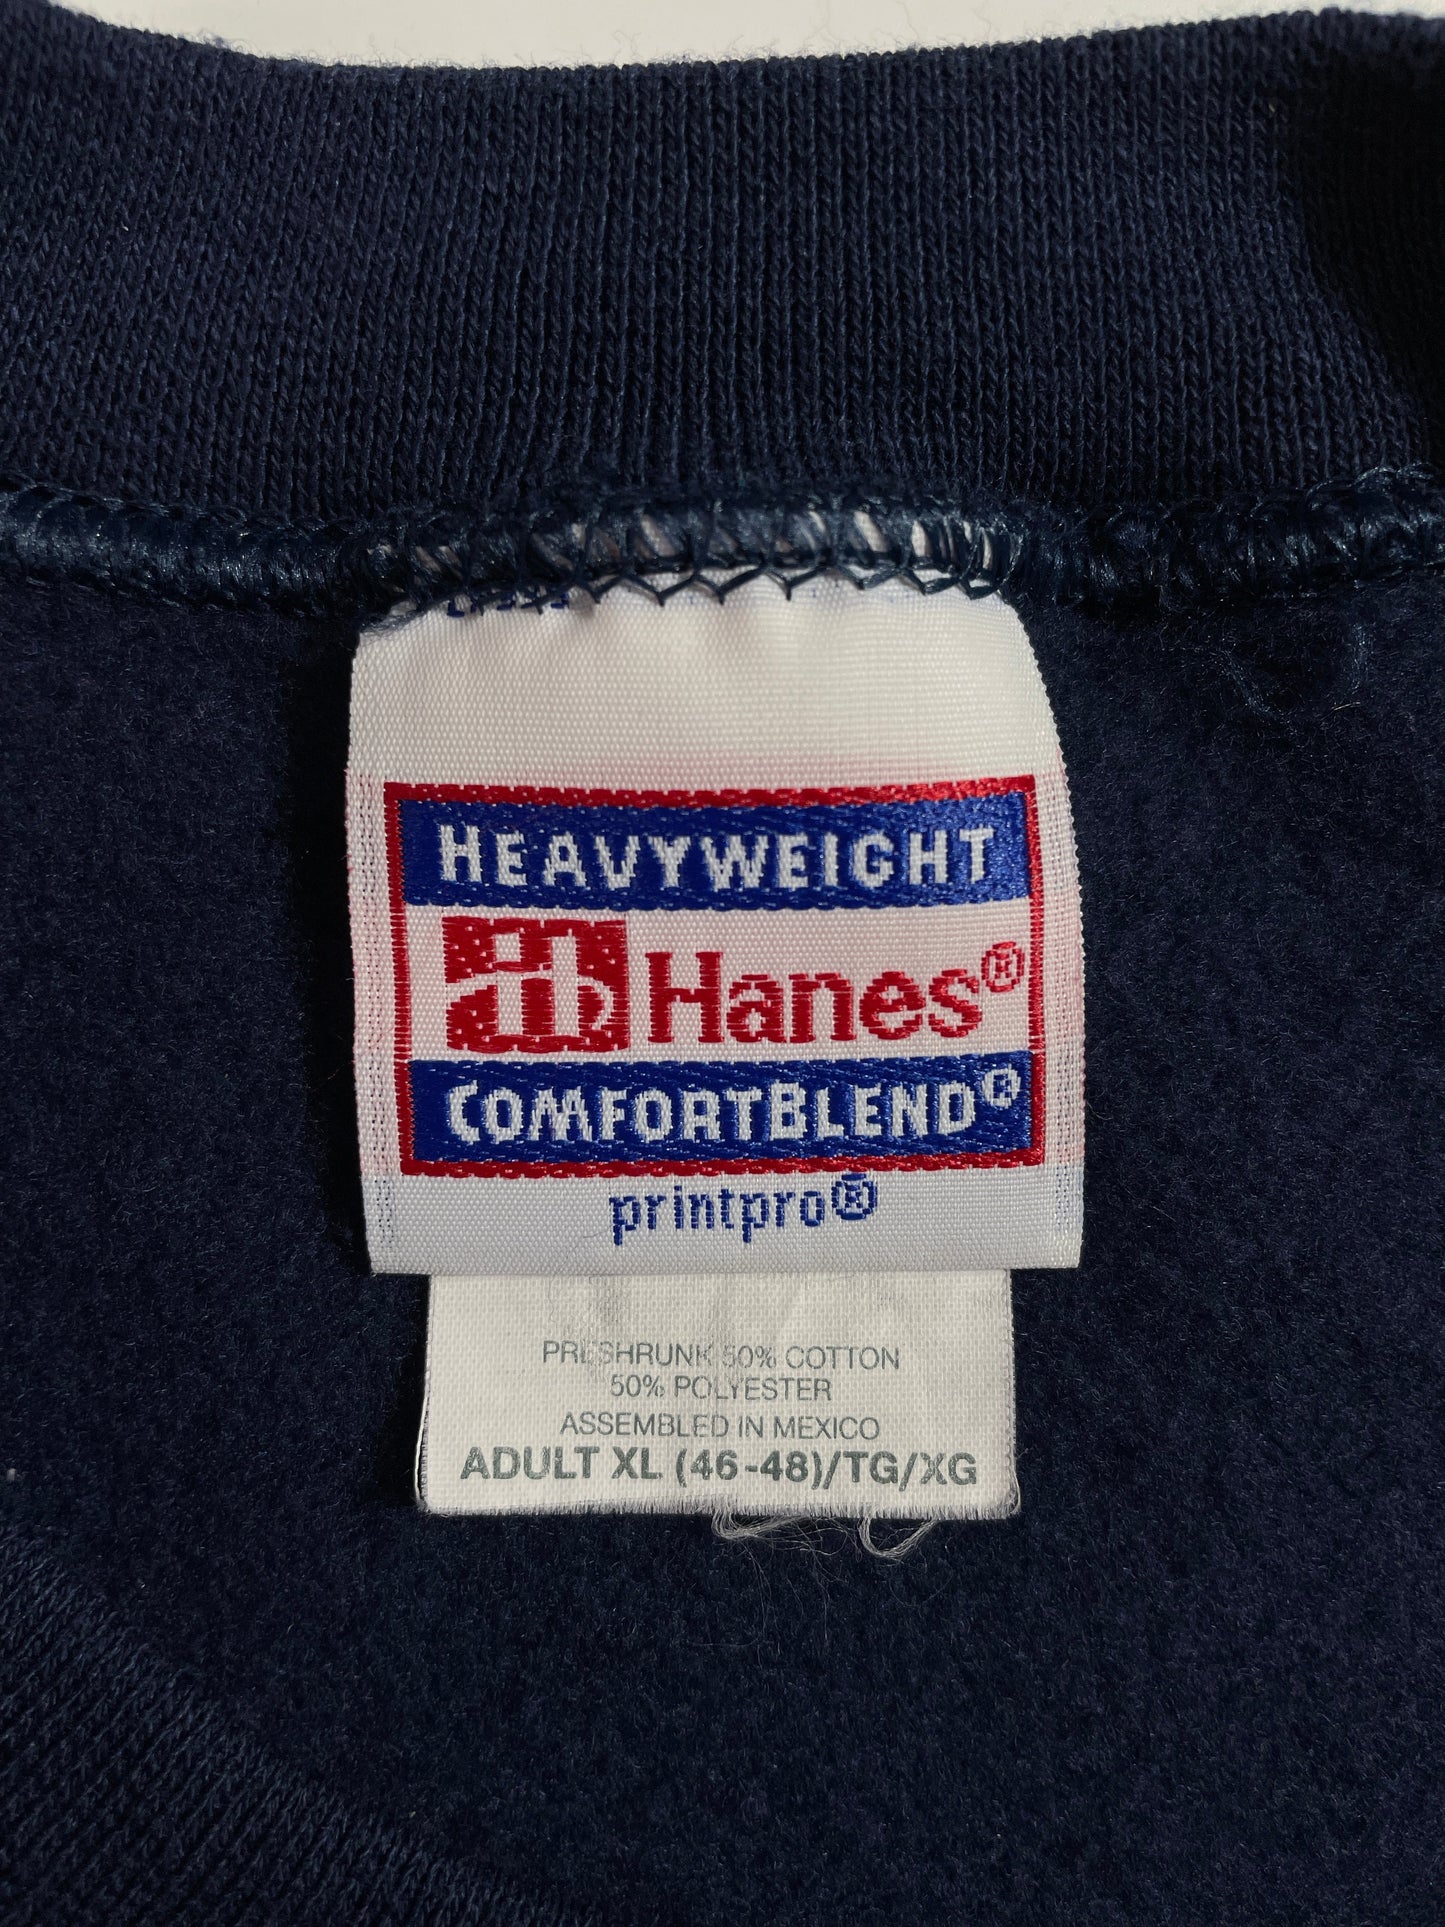 HEAVYWEIGHT
Hanes®
COMFORTBLEND®
printpro®
PRESHRUNK 50% COTTON
50% POLYESTER
ASSEMBLED IN MEXICO
ADULT XL (46-48)/TG/XG